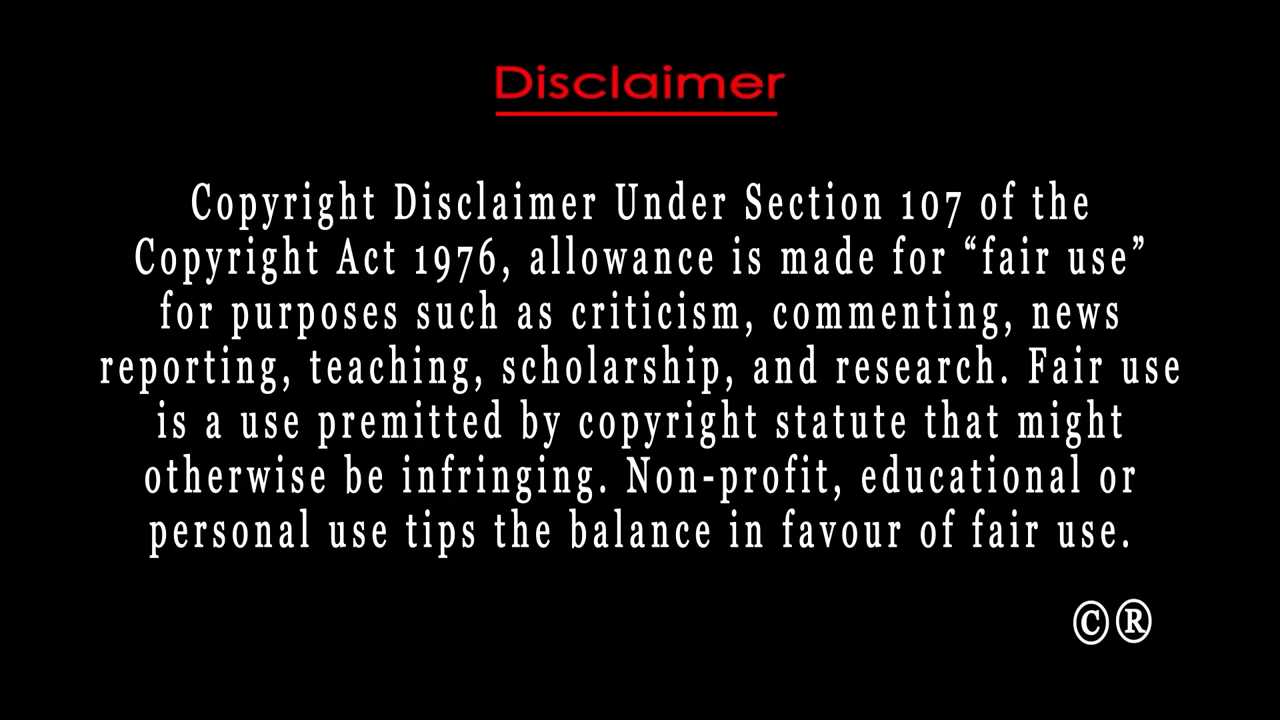 Disclaimer
Copyright Disclaimer Under Section 107 of the
Copyright Act 1976, allowance is made for “fair use”
for purposes such as criticism, commenting, news
reporting, teaching, scholarship, and research. Fair use
is a use premitted by copyright statute that might
otherwise be infringing. Non-profit, educational or
personal use tips the balance in favour of fair use.
©®